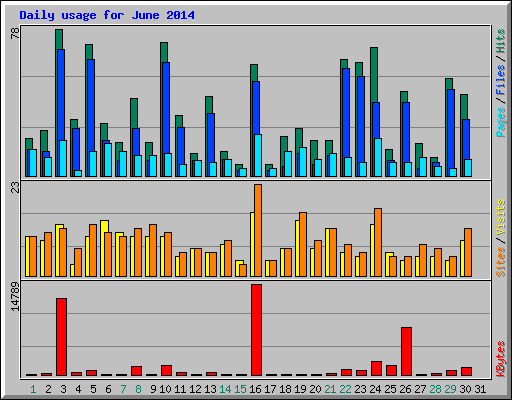 Daily usage for June 2014
78
Pages / Files / Hits
23
Sites / Visits
14789
KBytes
1 2 3 4 5 6 7 8 9 10 11 12 13 14 15 16 17 18 19 20 21 22 23 24 25 26 27 28 29 30 31